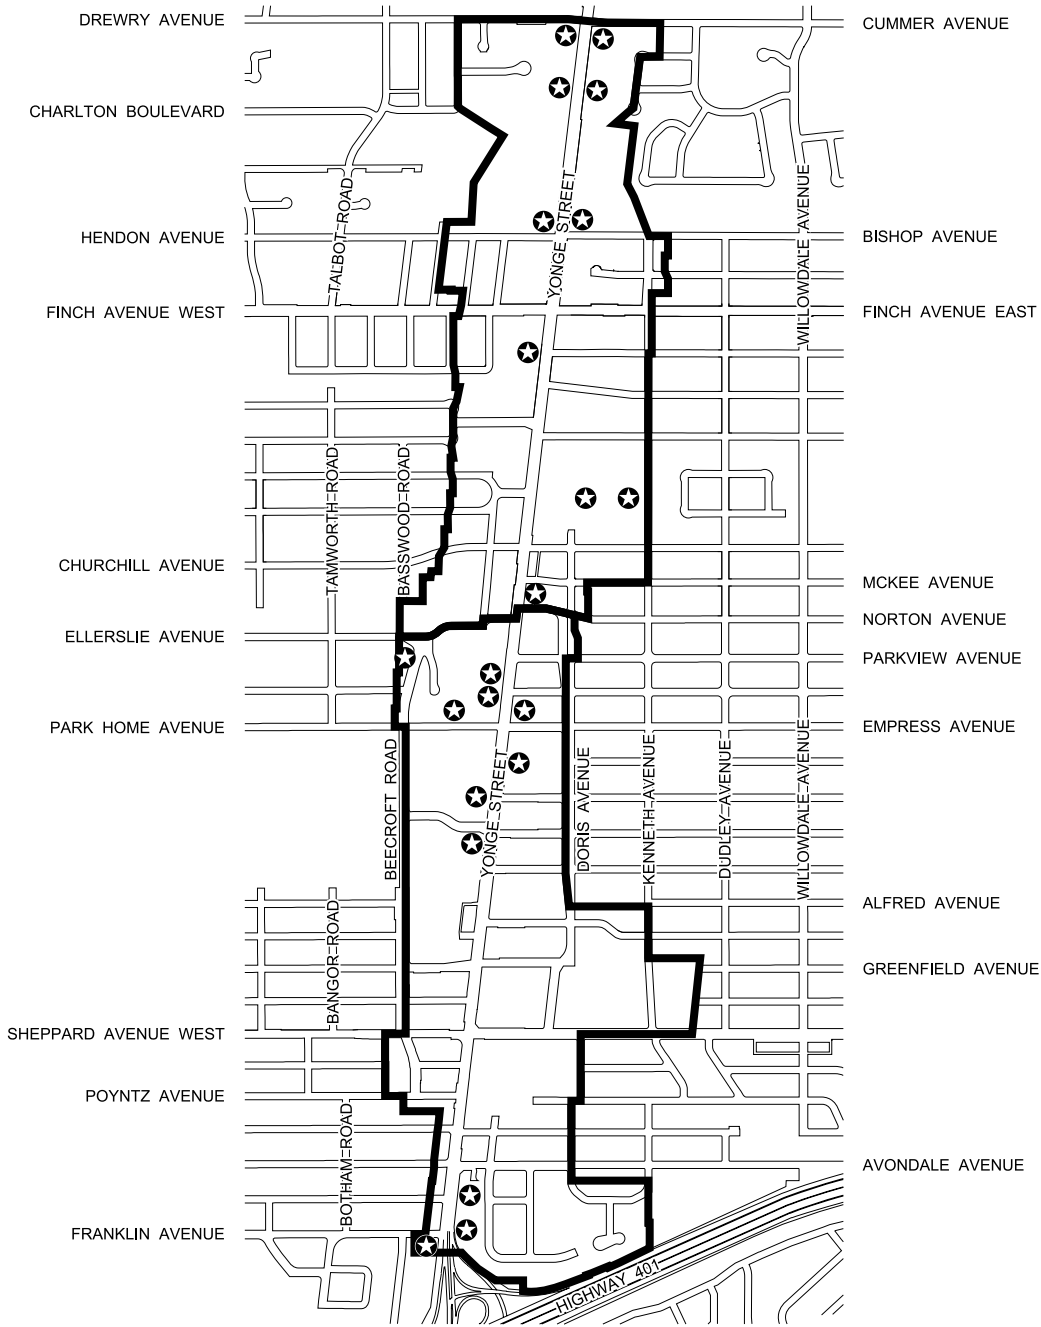 DREWRY AVENUE
CUMMER AVENUE
CHARLTON BOULEVARD
TALBOT ROAD
YONGE STREET
WILLOWDALE AVENUE
HENDON AVENUE
BISHOP AVENUE
FINCH AVENUE WEST
FINCH AVENUE EAST
TAMWORTH ROAD
BASSWOOD ROAD
CHURCHILL AVENUE
MCKEE AVENUE
NORTON AVENUE
ELLERSLIE AVENUE
PARKVIEW AVENUE
PARK HOME AVENUE
EMPRESS AVENUE
BEECROFT ROAD
YONGE STREET
DORIS AVENUE
KENNETH AVENUE
DUDLEY AVENUE
WILLOWDALE AVENUE
BANGOR ROAD
ALFRED AVENUE
GREENFIELD AVENUE
SHEPPARD AVENUE WEST
POYNTZ AVENUE
BOTHAM ROAD
AVONDALE AVENUE
FRANKLIN AVENUE
HIGHWAY 401